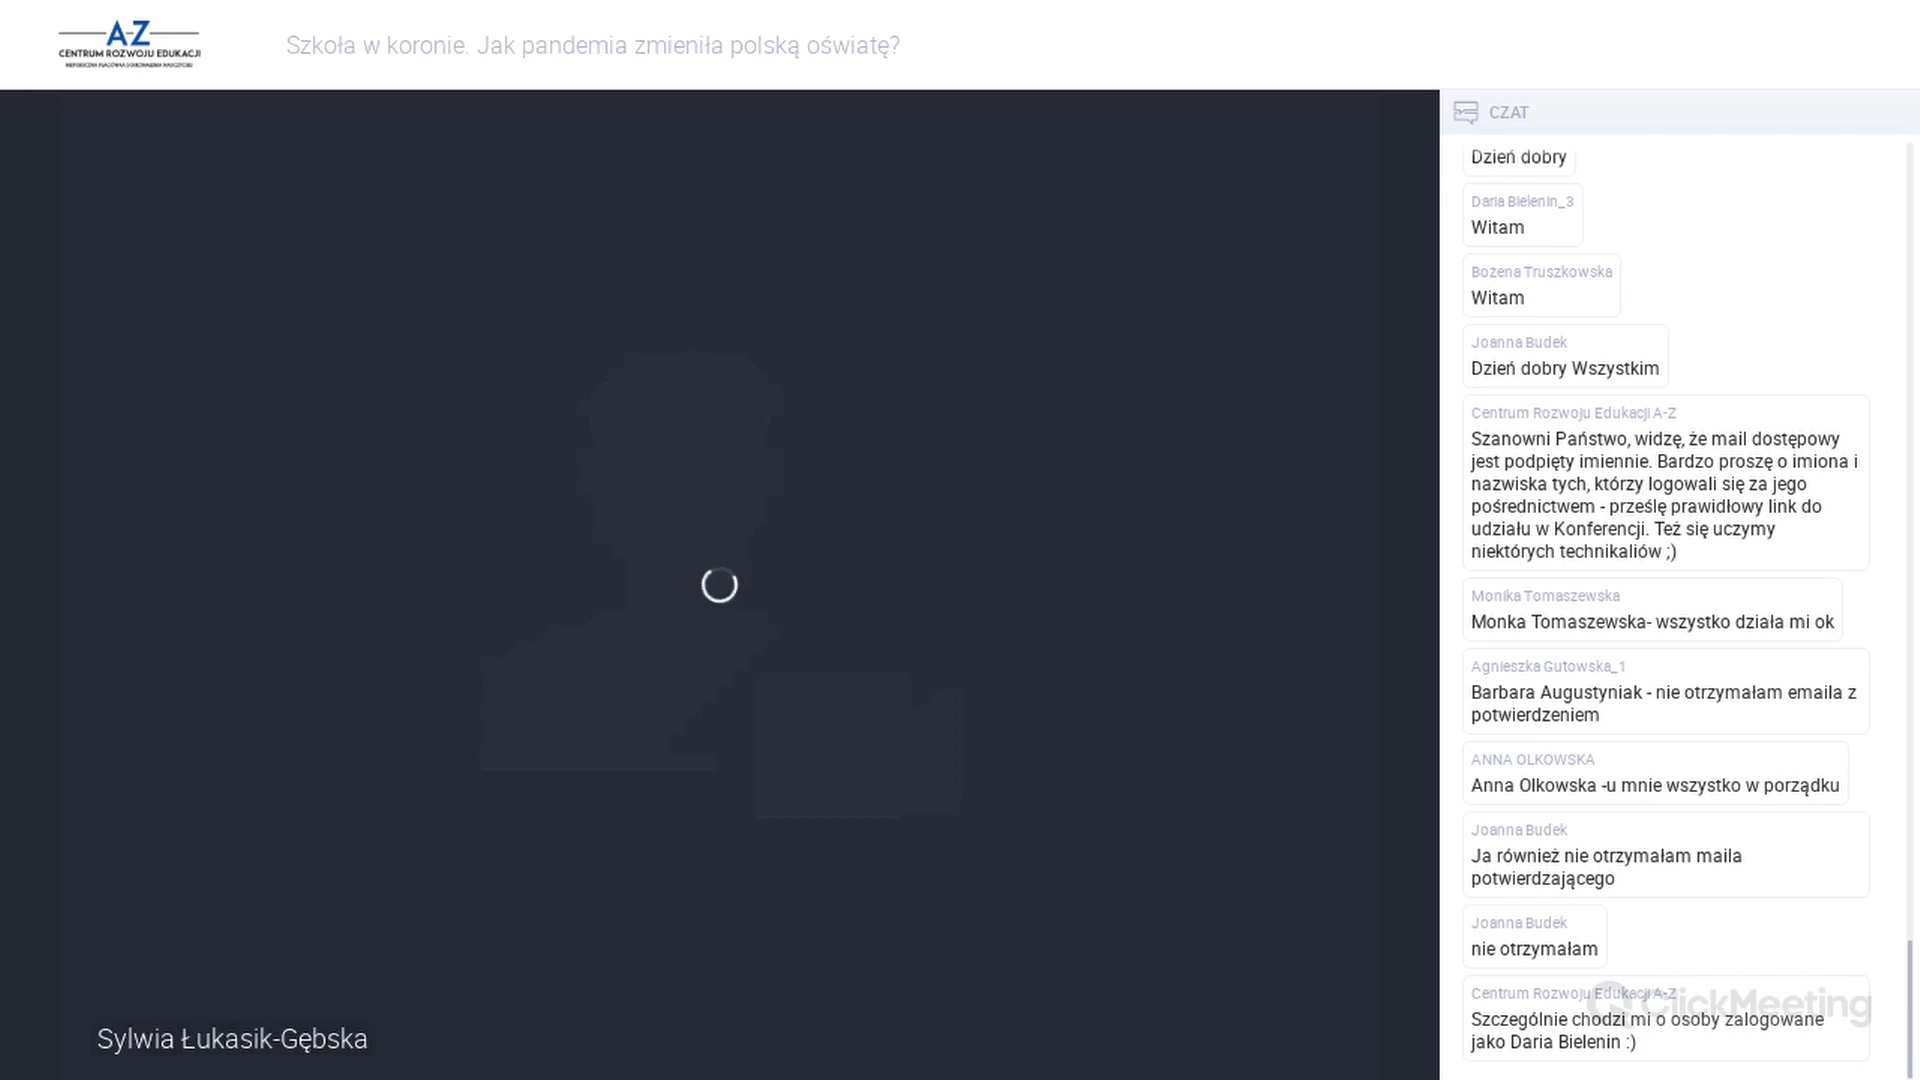 A-Z
CENTRUM ROZWOJU EDUKACJI
NIEPUBLICZNA PLACÓWKA DOSKONALENIA NAUCZYCIELI
Szkoła w koronie. Jak pandemia zmieniła polską oświatę?
CZAT
Dzień dobry
Daria Bielenin_3
Witam
Bożena Truszkowska
Witam
Joanna Budek
Dzień dobry Wszystkim
Centrum Rozwoju Edukacji A-Z
Szanowni Państwo, widzę, że mail dostępowy
jest podpięty imiennie. Bardzo proszę o imiona i
nazwiska tych, którzy logowali się za jego
pośrednictwem - prześlę prawidłowy link do
udziału w Konferencji. Też się uczymy
niektórych technikaliów ;)
Monika Tomaszewska
Monka Tomaszewska- wszystko działa mi ok
Agnieszka Gutowska_1
Barbara Augustyniak - nie otrzymałam emaila z
potwierdzeniem
ANNA OLKOWSKA
Anna Olkowska -u mnie wszystko w porządku
Joanna Budek
Ja również nie otrzymałam maila
potwierdzającego
Joanna Budek
nie otrzymałam
Centrum Rozwoju Edukacji A-Z
Szczególnie chodzi mi o osoby zalogowane
jako Daria Bielenin :)
ClickMeeting
Sylwia Łukasik-Gębska